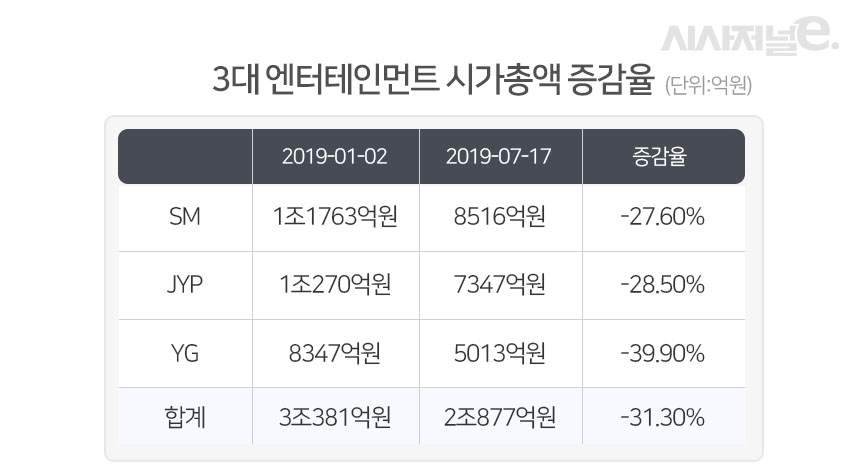 시사저널e.
3대 엔터테인먼트 시가총액 증감율 (단위:억원)
2019-01-02 2019-07-17 증감율
SM 1조1763억원 8516억원 -27.60%
JYP 1조270억원 7347억원 -28.50%
YG 8347억원 5013억원 -39.90%
합계 3조381억원 2조877억원 -31.30%